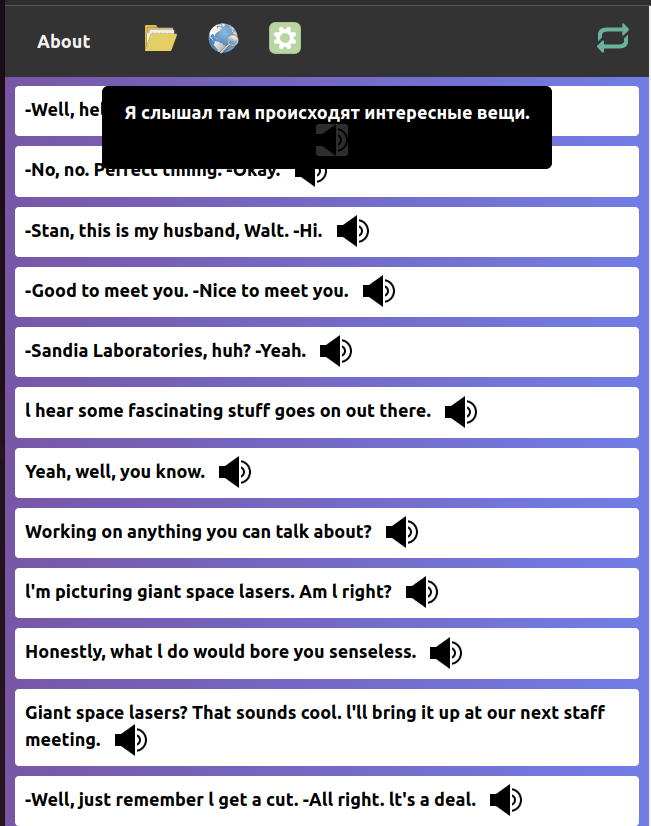 About
Я слышал там происходят интересные вещи.
-Well, hel
-No, no. Perfect timing. -Okay.
-Stan, this is my husband, Walt. -Hi.
-Good to meet you. -Nice to meet you.
-Sandia Laboratories, huh? -Yeah.
l hear some fascinating stuff goes on out there.
Yeah, well, you know.
Working on anything you can talk about?
l'm picturing giant space lasers. Am l right?
Honestly, what l do would bore you senseless.
Giant space lasers? That sounds cool. l'll bring it up at our next staff
meeting.
-Well, just remember l get a cut. -All right. lt's a deal.